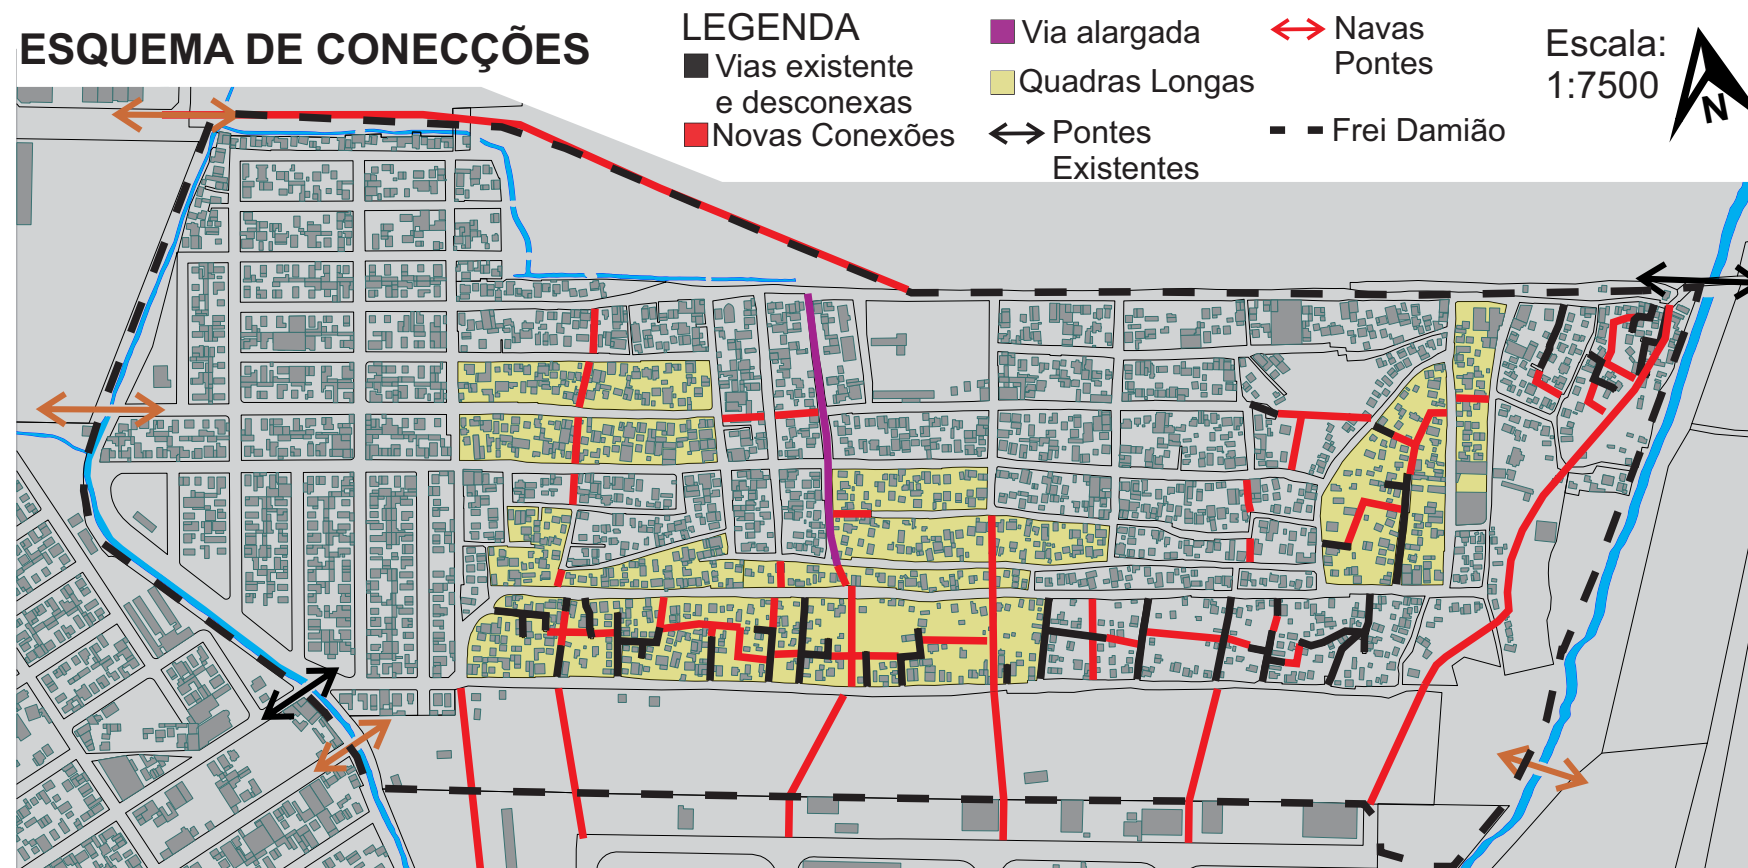 ESQUEMA DE CONECÇÕES
LEGENDA
Vias existente
e desconexas
Novas Conexões
Via alargada
Quadras Longas
Pontes
Existentes
Navas
Pontes
Frei Damião
Escala:
1:7500
N